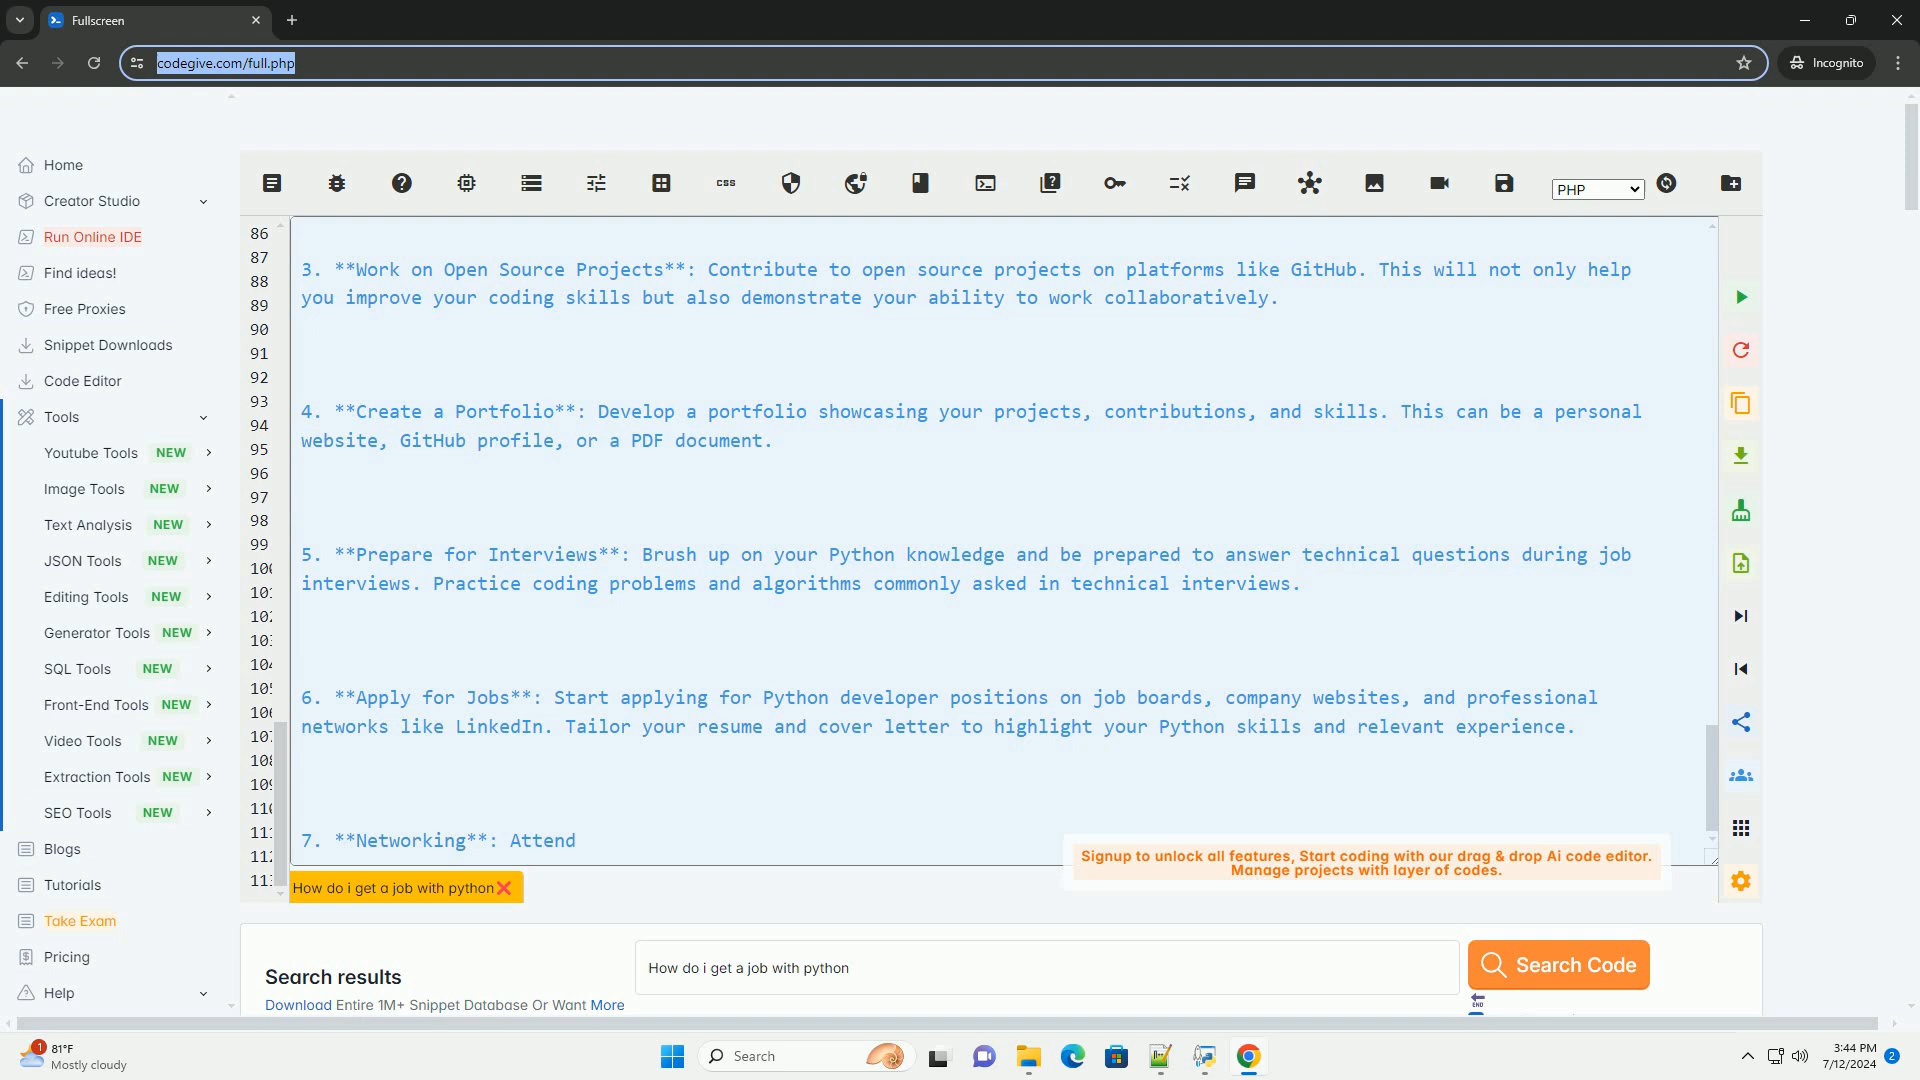 Fullscreen
codegive.com/full.php
Incognito
Home
Creator Studio
Run Online IDE
Find ideas!
Free Proxies
Snippet Downloads
Code Editor
Tools
Youtube Tools NEW
Image Tools NEW
Text Analysis NEW
JSON Tools NEW
Editing Tools NEW
Generator Tools NEW
SQL Tools NEW
Front-End Tools NEW
Video Tools NEW
Extraction Tools NEW
SEO Tools NEW
Blogs
Tutorials
Take Exam
Pricing
Help
css
PHP
86
87
88
89
90
91
92
93
94
95
96
97
98
99
3. **Work on Open Source Projects**: Contribute to open source projects on platforms like GitHub. This will not only help
you improve your coding skills but also demonstrate your ability to work collaboratively.
4. **Create a Portfolio**: Develop a portfolio showcasing your projects, contributions, and skills. This can be a personal
website, GitHub profile, or a PDF document.
5. **Prepare for Interviews**: Brush up on your Python knowledge and be prepared to answer technical questions during job
interviews. Practice coding problems and algorithms commonly asked in technical interviews.
6. **Apply for Jobs**: Start applying for Python developer positions on job boards, company websites, and professional
networks like LinkedIn. Tailor your resume and cover letter to highlight your Python skills and relevant experience.
7. **Networking**: Attend
Signup to unlock all features, Start coding with our drag & drop Ai code editor.
Manage projects with layer of codes.
How do i get a job with python
Search results
Download Entire 1M+ Snippet Database Or Want More
How do i get a job with python
Search Code
END
1
81°F
Mostly cloudy
Search
3:44 PM
7/12/2024
2